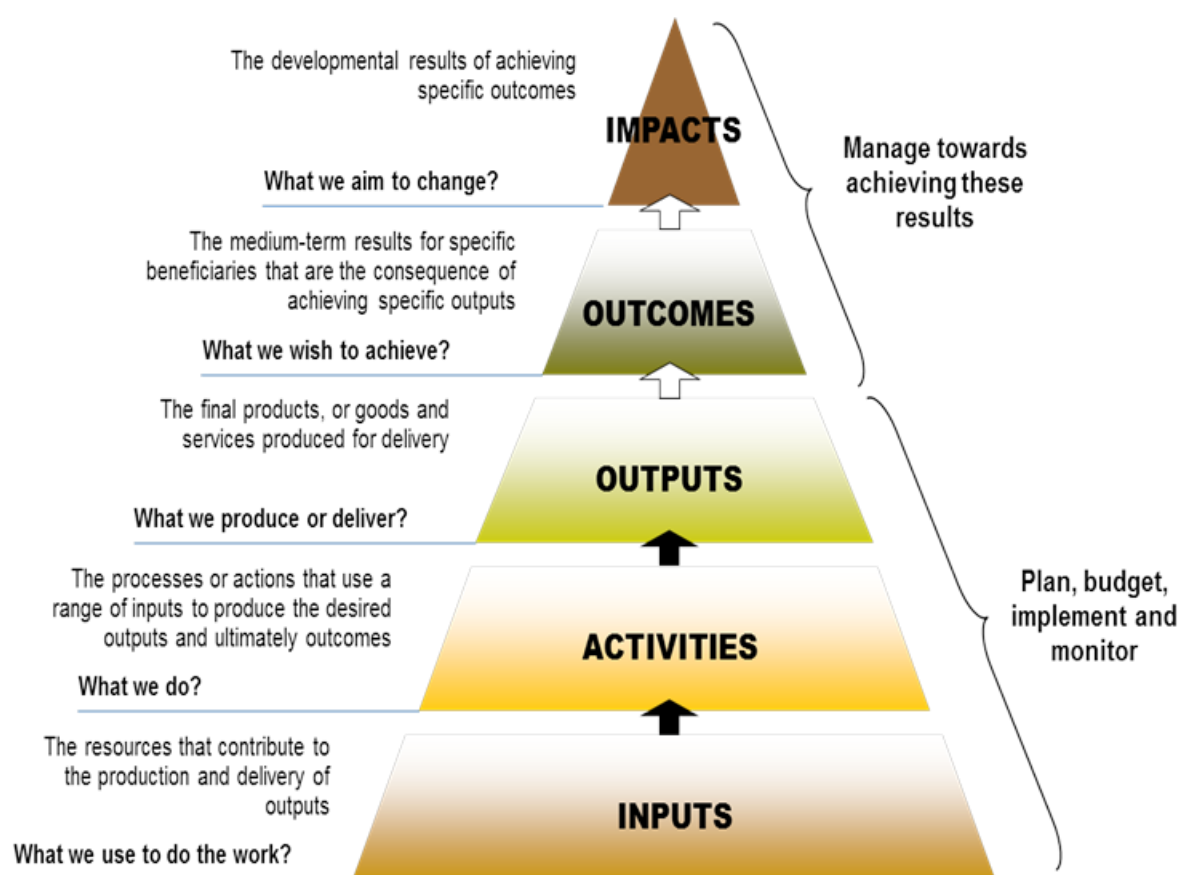 The developmental results of achieving
specific outcomes
IMPACTS
What we aim to change?
Manage towards
achieving these
results
The medium-term results for specific
beneficiaries that are the consequence of
achieving specific outputs
OUTCOMES
What we wish to achieve?
The final products, or goods and
services produced for delivery
OUTPUTS
What we produce or deliver?
The processes or actions that use a
range of inputs to produce the desired
outputs and ultimately outcomes
ACTIVITIES
What we do?
Plan, budget,
implement and
monitor
The resources that contribute to
the production and delivery of
outputs
INPUTS
What we use to do the work?